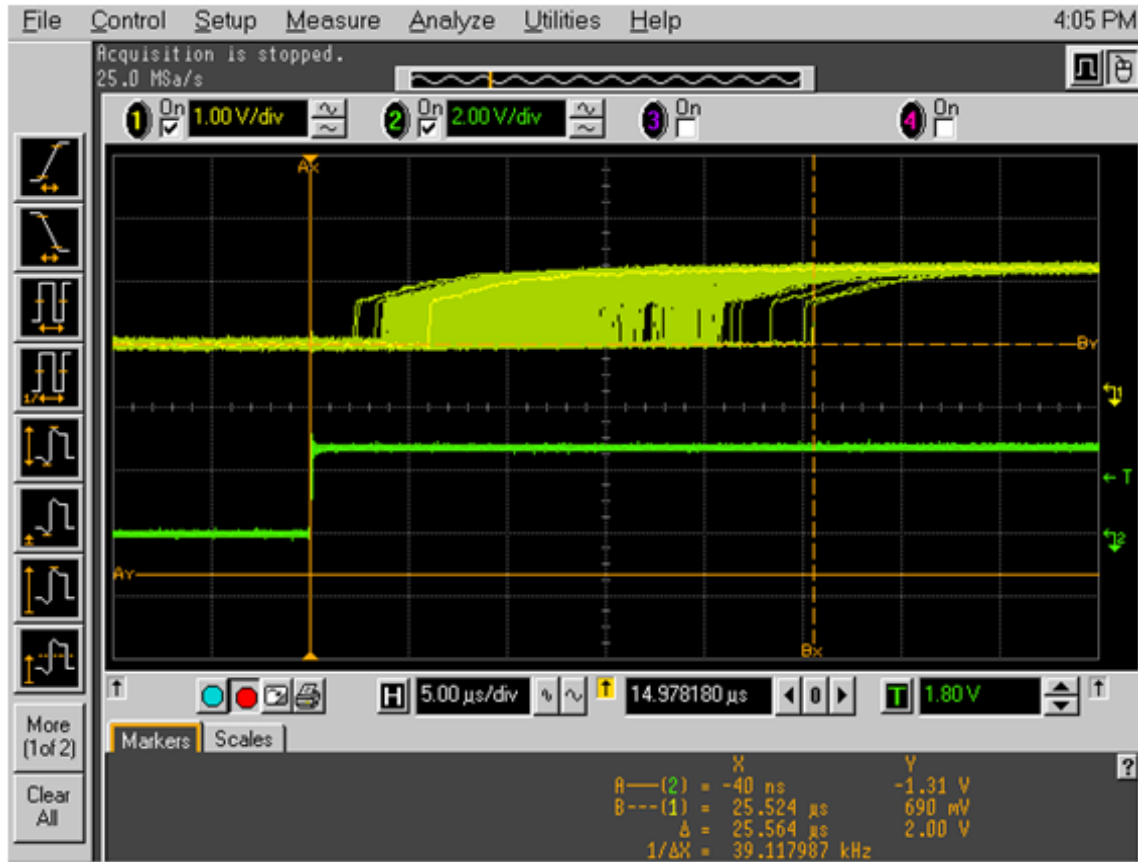 File Control Setup Measure Analyze Utilities Help 4:05 PM
Acquisition is stopped.
25.0 MSa/s
1 On 1.00 V/div 2 On 2.00 V/div 3 On 4 On
Ax
By
1
T
2
Ay
Bx
H 5.00 µs/div 14.978180 µs 0 T 1.80 V
More
(1of 2)
Clear
All
Markers Scales
?
X Y
A——(2) = -40 ns -1.31 V
B---(1) = 25.524 µs 690 mV
Δ = 25.564 µs 2.00 V
1/ΔX = 39.117987 kHz